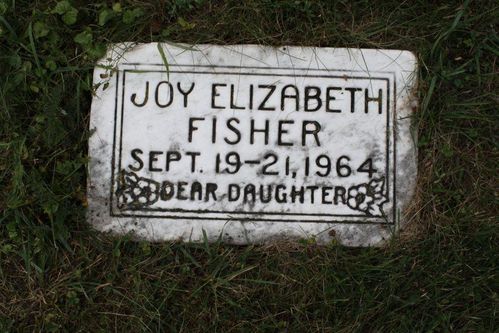 JOY ELIZABETH
FISHER
SEPT. 19-21, 1964
DEAR DAUGHTER